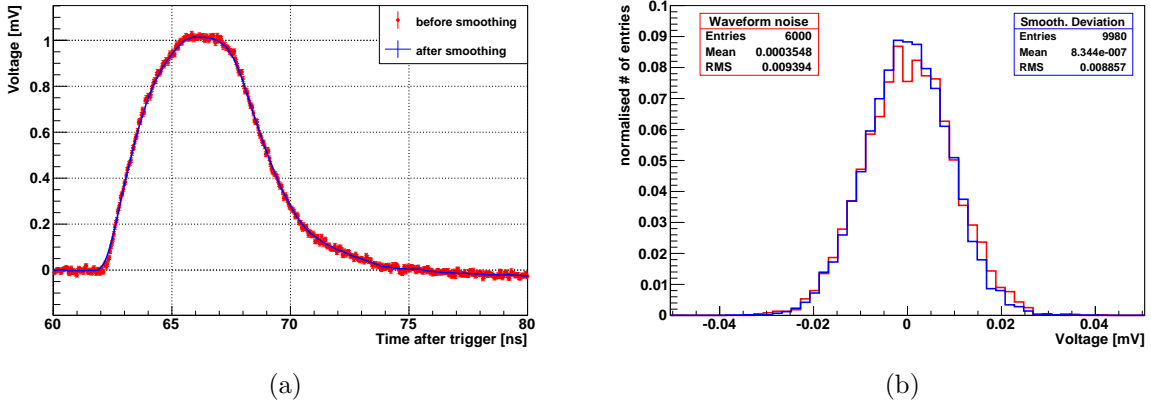 Voltage [mV]
1
0.8
0.6
0.4
0.2
0
60 65 70 75 80
Time after trigger [ns]
before smoothing
after smoothing
(a)
normalised # of entries
0.1
0.09
0.08
0.07
0.06
0.05
0.04
0.03
0.02
0.01
0
-0.04 -0.02 0 0.02 0.04
Voltage [mV]
Waveform noise
Entries 6000
Mean 0.0003548
RMS 0.009394
Smooth. Deviation
Entries 9980
Mean 8.344e-007
RMS 0.008857
(b)